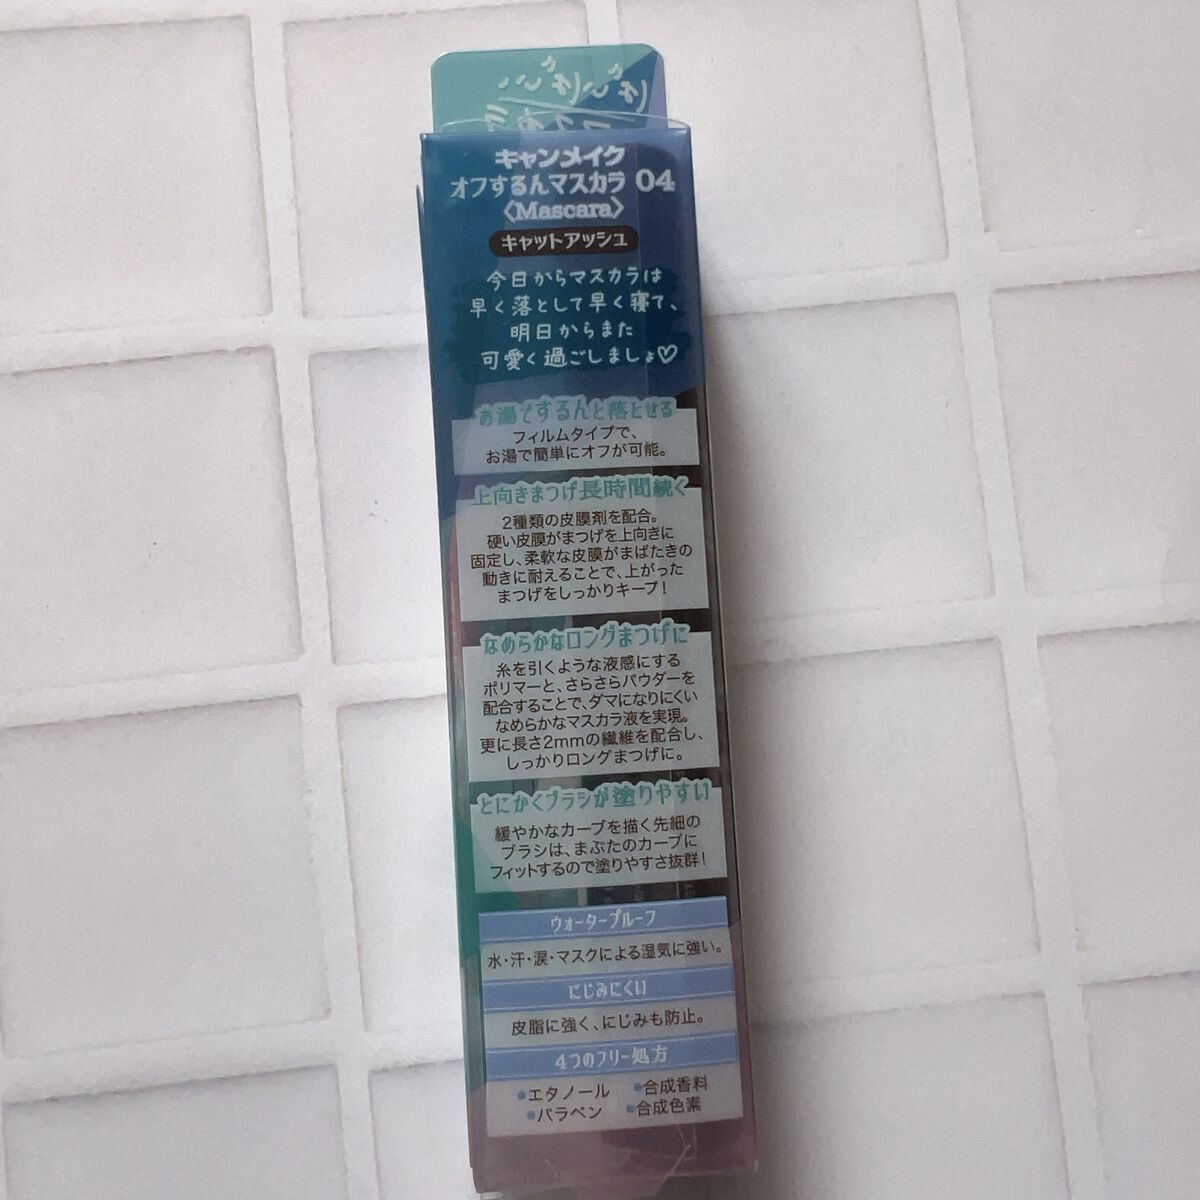 キャンメイク
オフするんマスカラ 04
〈Mascara〉
キャットアッシュ
今日からマスカラは
早く落として早く寝て、
明日からまた
可愛く過ごしましょ♡
お湯でするんと落とせる
フィルムタイプで、
お湯で簡単にオフが可能。
上向きまつげ長時間続く
2種類の皮膜剤を配合。
硬い皮膜がまつげを上向きに
固定し、柔軟な皮膜がまばたきの
動きに耐えることで、上がった
まつげをしっかりキープ!
なめらかなロングまつげに
糸を引くような液感にする
ポリマーと、さらさらパウダーを
配合することで、ダマになりにくい
なめらかなマスカラ液を実現。
更に長さ2mmの繊維を配合し、
しっかりロングまつげに。
とにかくブラシが塗りやすい
緩やかなカーブを描く先細の
ブラシは、まぶたのカーブに
フィットするので塗りやすさ抜群!
ウォータープルーフ
水・汗・涙・マスクによる湿気に強い。
にじみにくい
皮脂に強く、にじみも防止。
4つのフリー処方
●エタノール ●合成香料
●パラベン ●合成色素